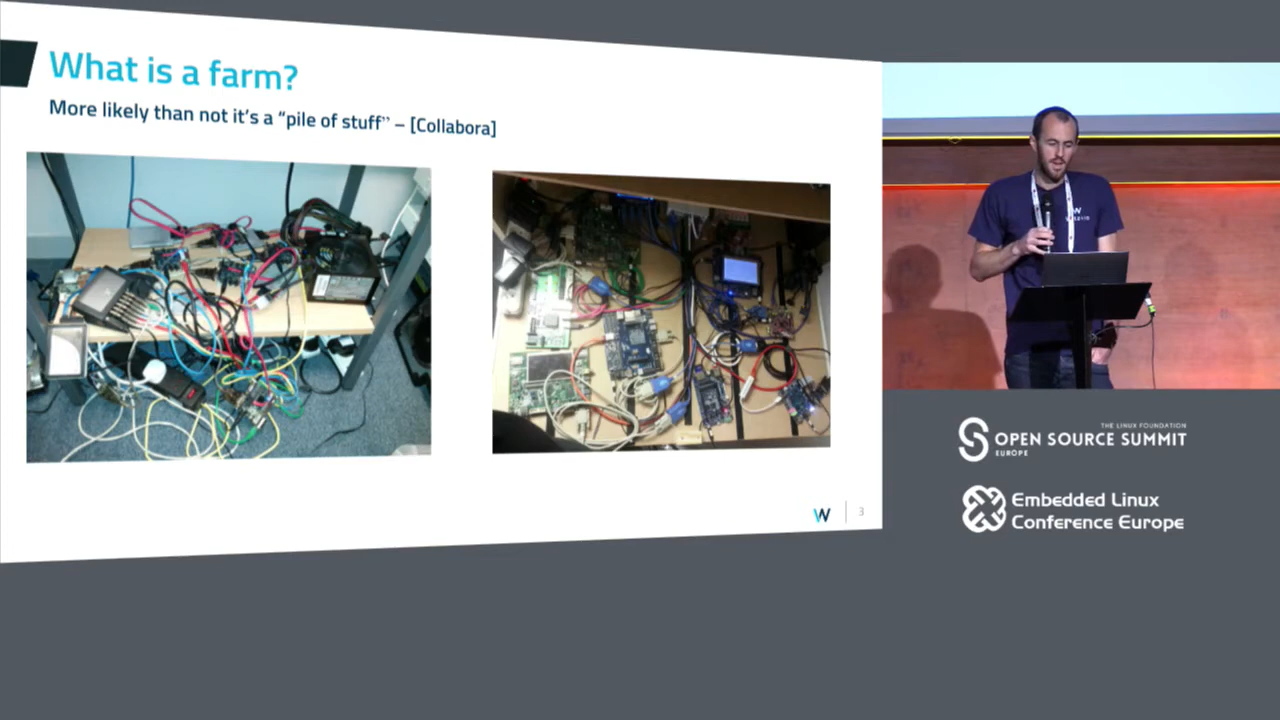 What is a farm?
More likely than not it's a "pile of stuff" – [Collabora]
W
3
THE LINUX FOUNDATION
OPEN SOURCE SUMMIT
EUROPE
Embedded Linux
Conference Europe